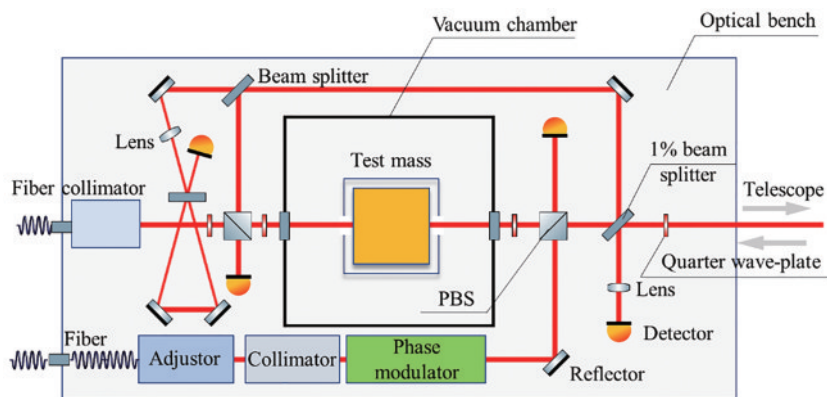 Vacuum chamber
Optical bench
Beam splitter
Lens
Test mass
1% beam
splitter
Fiber collimator
Telescope
PBS
Quarter wave-plate
Lens
Fiber
Adjustor
Collimator
Phase
modulator
Reflector
Detector